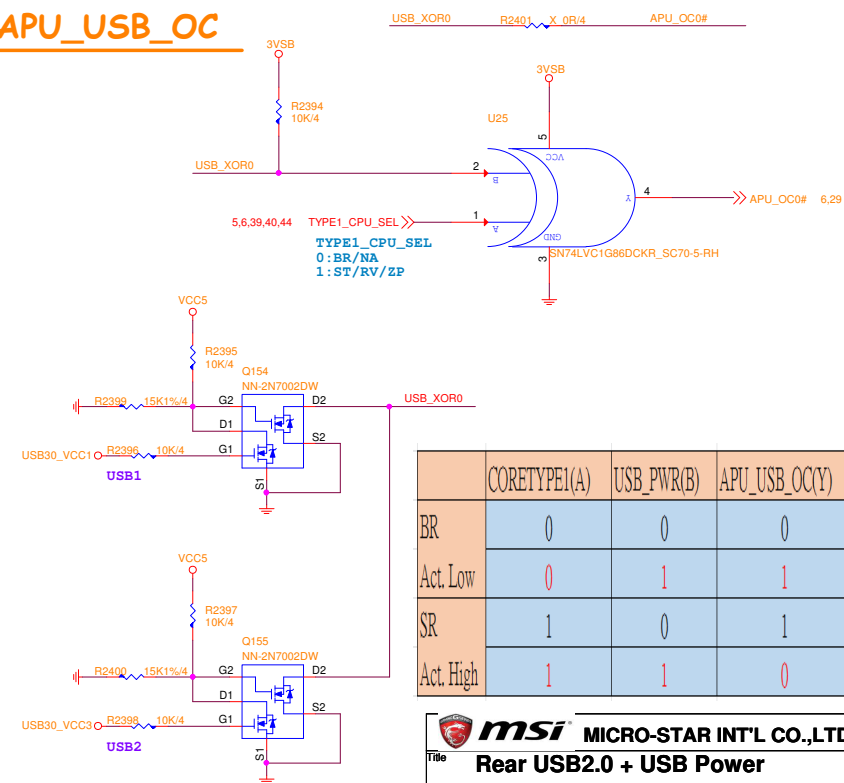 APU_USB_OC
USB_XOR0 R2401 X_0R/4 APU_OC0#
3VSB
R2394
10K/4
USB_XOR0
3VSB
U25
5
VCC
2
B
1
A
Y
4
GND
3
APU_OC0# 6,29
SN74LVC1G86DCKR_SC70-5-RH
5,6,39,40,44 TYPE1_CPU_SEL
TYPE1_CPU_SEL
0:BR/NA
1:ST/RV/ZP
VCC5
R2395
10K/4
Q154
NN-2N7002DW
R2399 15K1%/4 G2 D2 USB_XOR0
D1 S2
USB30_VCC1 R2396 10K/4 G1
USB1
S1
CORETYPE1(A) USB_PWR(B) APU_USB_OC(Y)
BR 0 0 0
Act. Low 0 1 1
SR 1 0 1
Act. High 1 1 0
VCC5
R2397
10K/4
Q155
NN-2N7002DW
R2400 15K1%/4 G2 D2
D1 S2
USB30_VCC3 R2398 10K/4 G1
USB2
S1
msi MICRO-STAR INT'L CO.,LTD
Title
Rear USB2.0 + USB Power